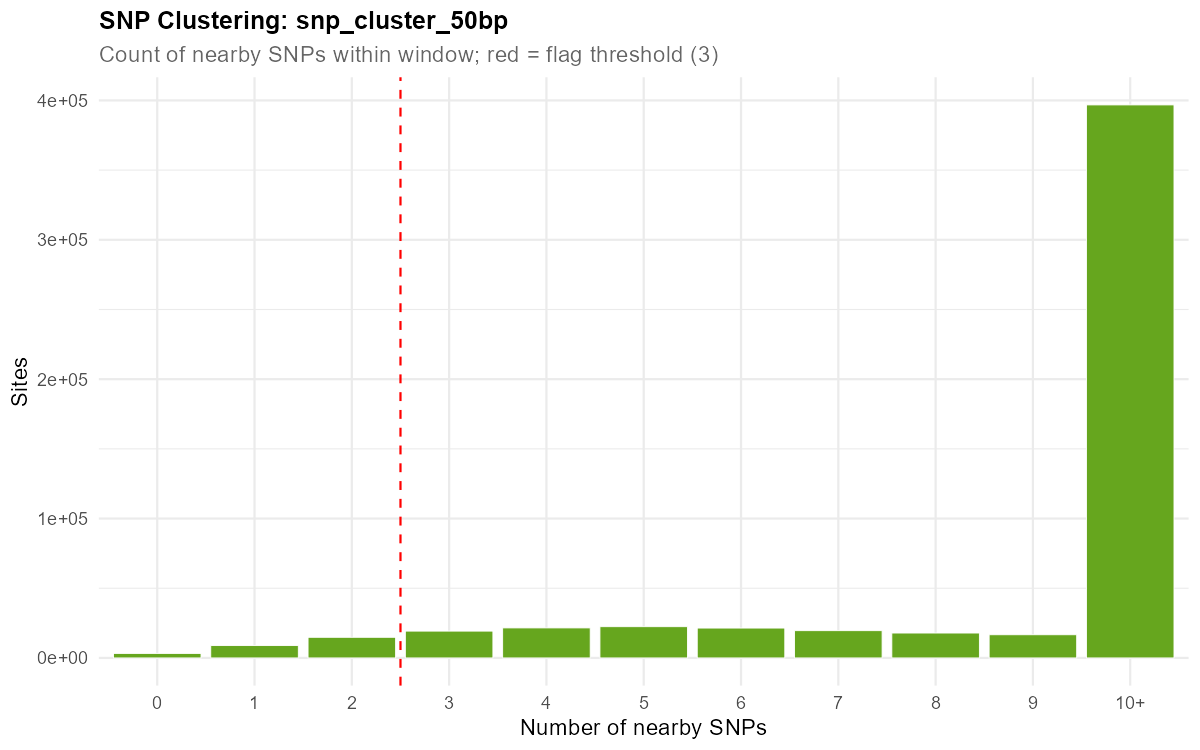 SNP Clustering: snp_cluster_50bp
Count of nearby SNPs within window; red = flag threshold (3)
Sites
4e+05
3e+05
2e+05
1e+05
0e+00
0 1 2 3 4 5 6 7 8 9 10+
Number of nearby SNPs